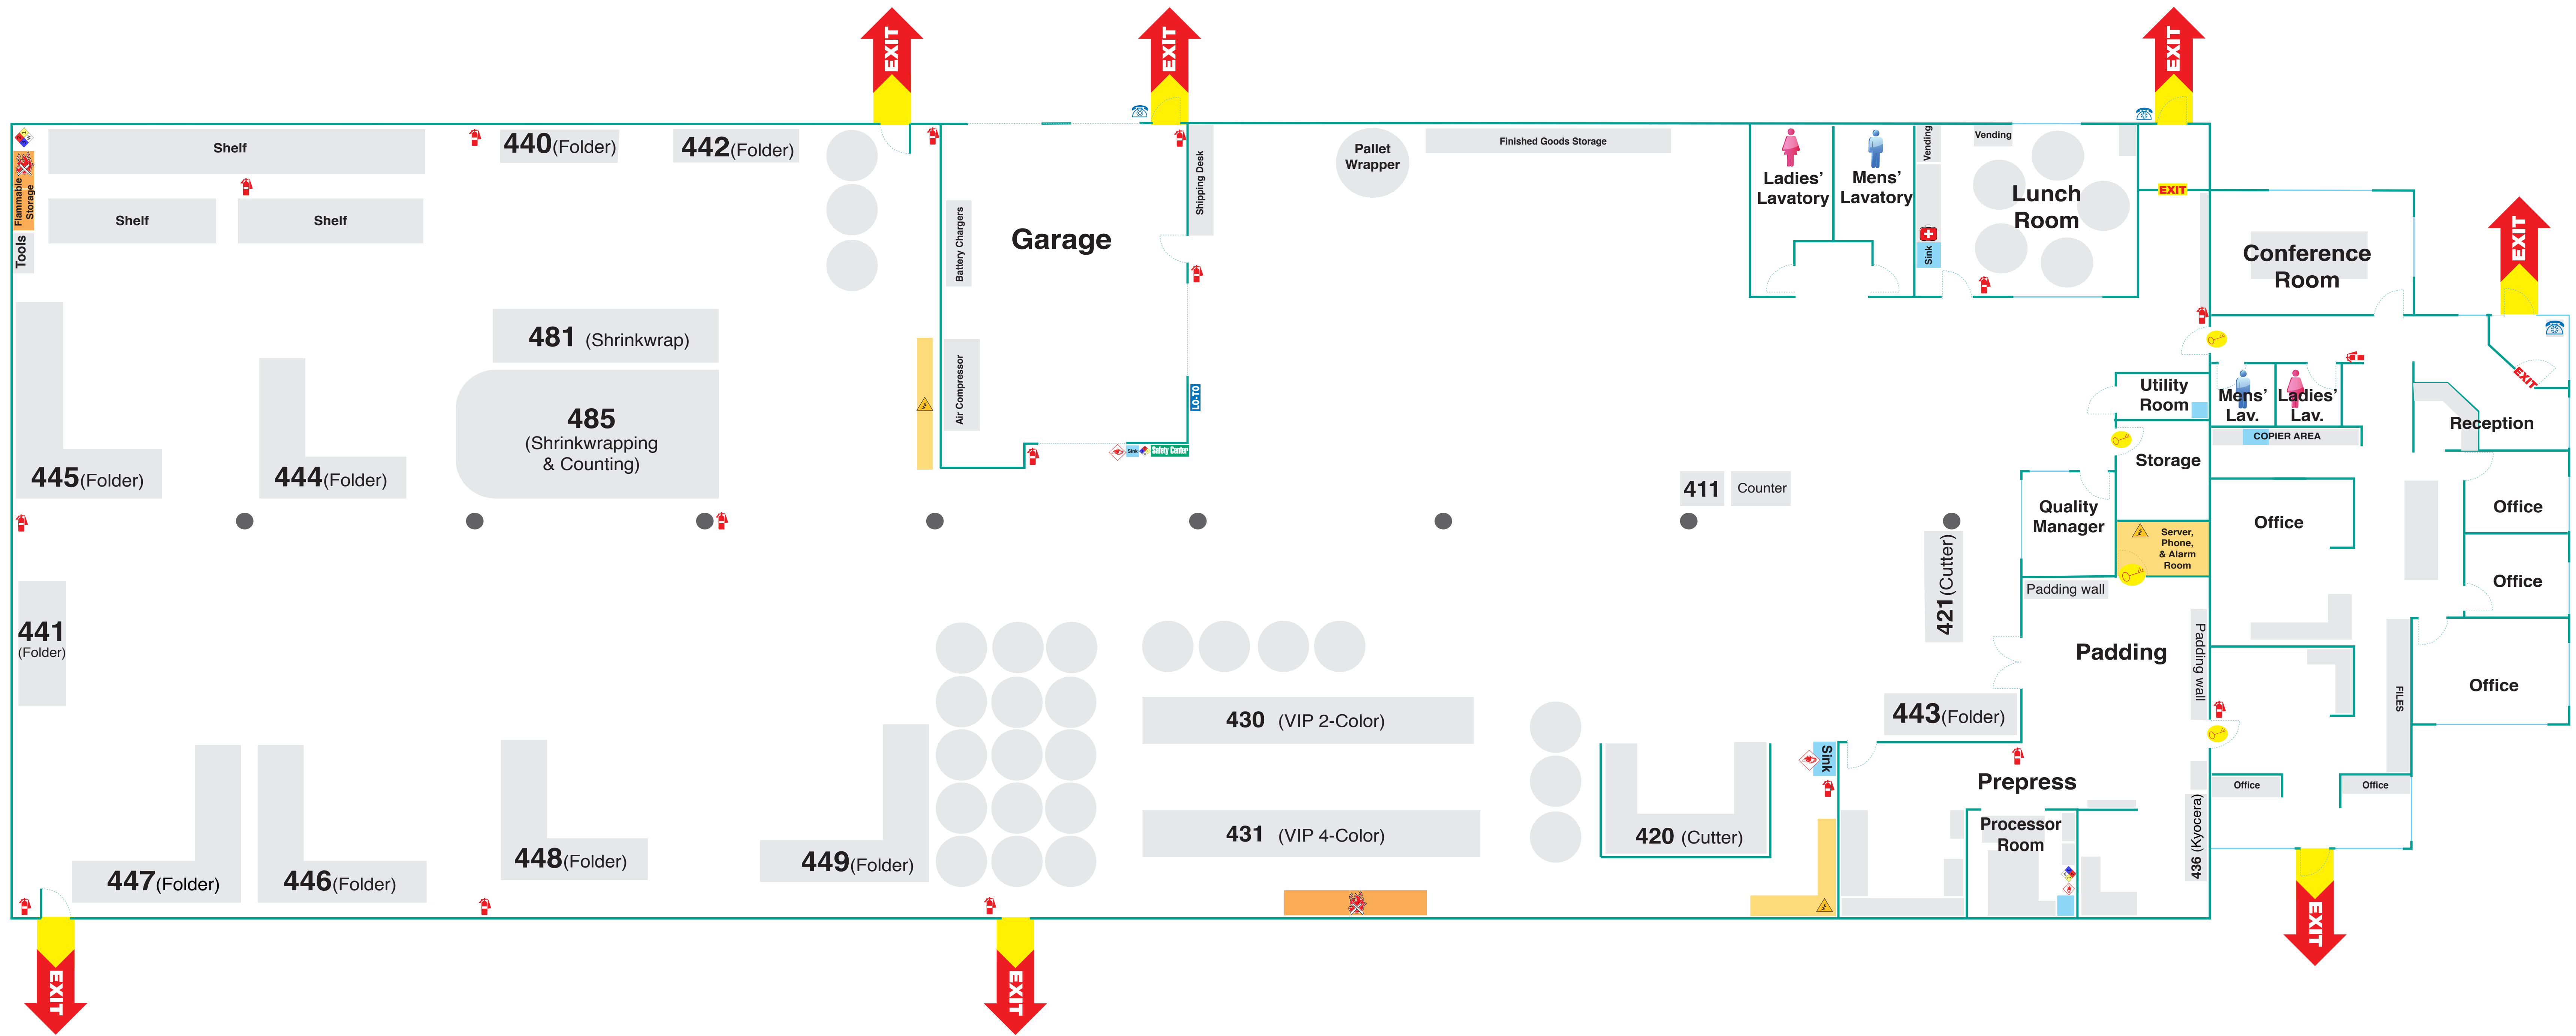 EXIT
EXIT
EXIT
Shelf
440(Folder)
442(Folder)
Shipping Desk
Pallet
Wrapper
Finished Goods Storage
Vending
Vending
Flammable
Storage
Shelf
Shelf
Tools
Battery Chargers
Garage
Ladies'
Lavatory
Mens'
Lavatory
Lunch
Room
Sink
EXIT
Conference
Room
EXIT
481 (Shrinkwrap)
485
(Shrinkwrapping
& Counting)
Air Compressor
LO-TO
Sink
Safety Center
445(Folder)
444(Folder)
411
Counter
Utility
Room
Storage
Quality
Manager
Server,
Phone,
& Alarm
Room
Mens'
Lav.
Ladies'
Lav.
COPIER AREA
EXIT
Reception
Office
Office
Office
Office
421(Cutter)
Padding wall
Padding
Padding wall
441
(Folder)
430 (VIP 2-Color)
443(Folder)
FILES
431 (VIP 4-Color)
420 (Cutter)
Sink
Prepress
Processor
Room
436 (Kyocera)
Office
Office
447(Folder)
446(Folder)
448(Folder)
449(Folder)
EXIT
EXIT
EXIT